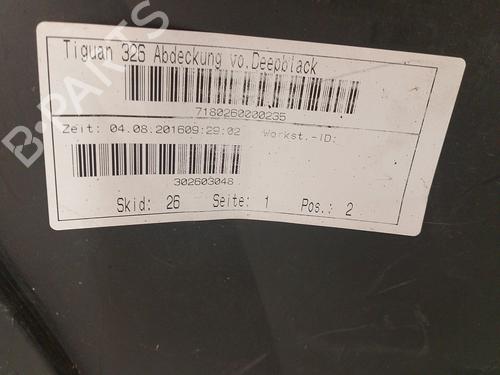 Tiguan 326 Abdeckung vo.Deepblack
7180260000235
Zeit: 04.08.201609:29:02 Workst.-ID:
302603048
Skid: 26 Seite: 1 Pos.: 2
B-PARTS